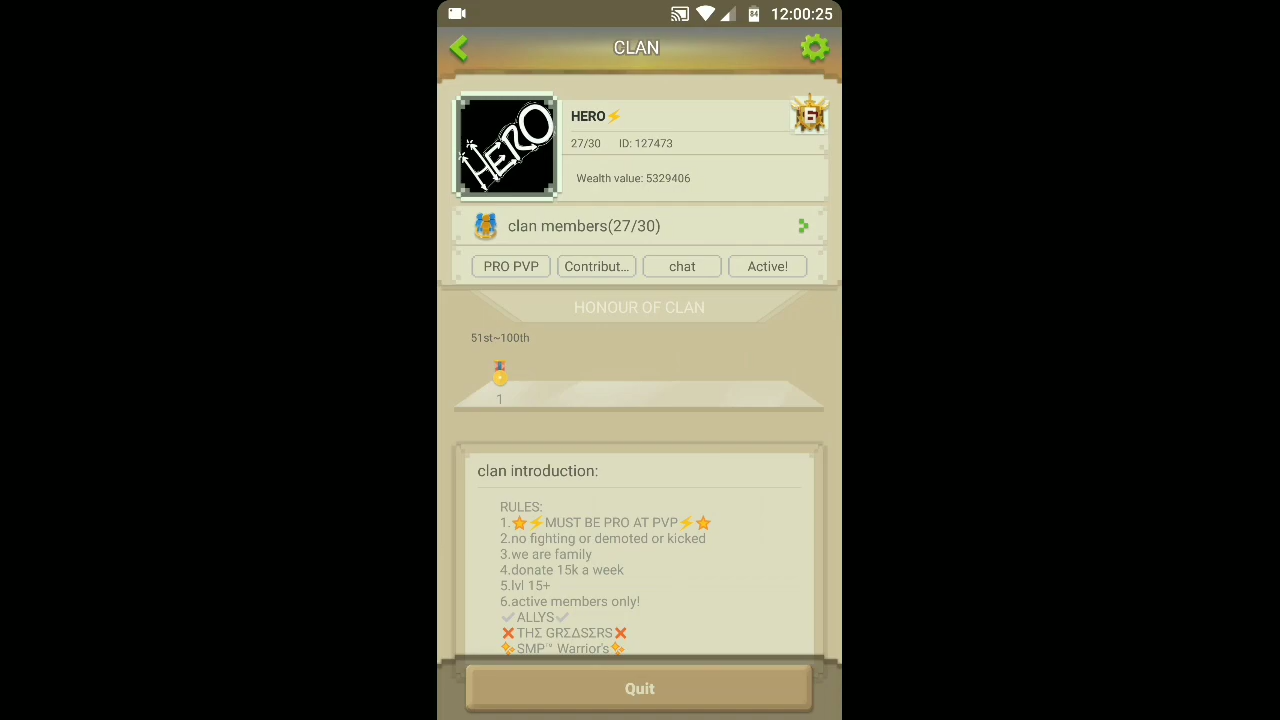 84
12:00:25
CLAN
HERO
HERO⚡
6
27/30 ID: 127473
Wealth value: 5329406
clan members(27/30)
PRO PVP Contribut... chat Active!
HONOUR OF CLAN
51st~100th
1
clan introduction:
RULES:
1.⭐⚡MUST BE PRO AT PVP⚡⭐
2.no fighting or demoted or kicked
3.we are family
4.donate 15k a week
5.lvl 15+
6.active members only!
✔ALLYS✔
❌THΣ GRΣΔSΣRS❌
✨SMP™ Warrior's✨
Quit